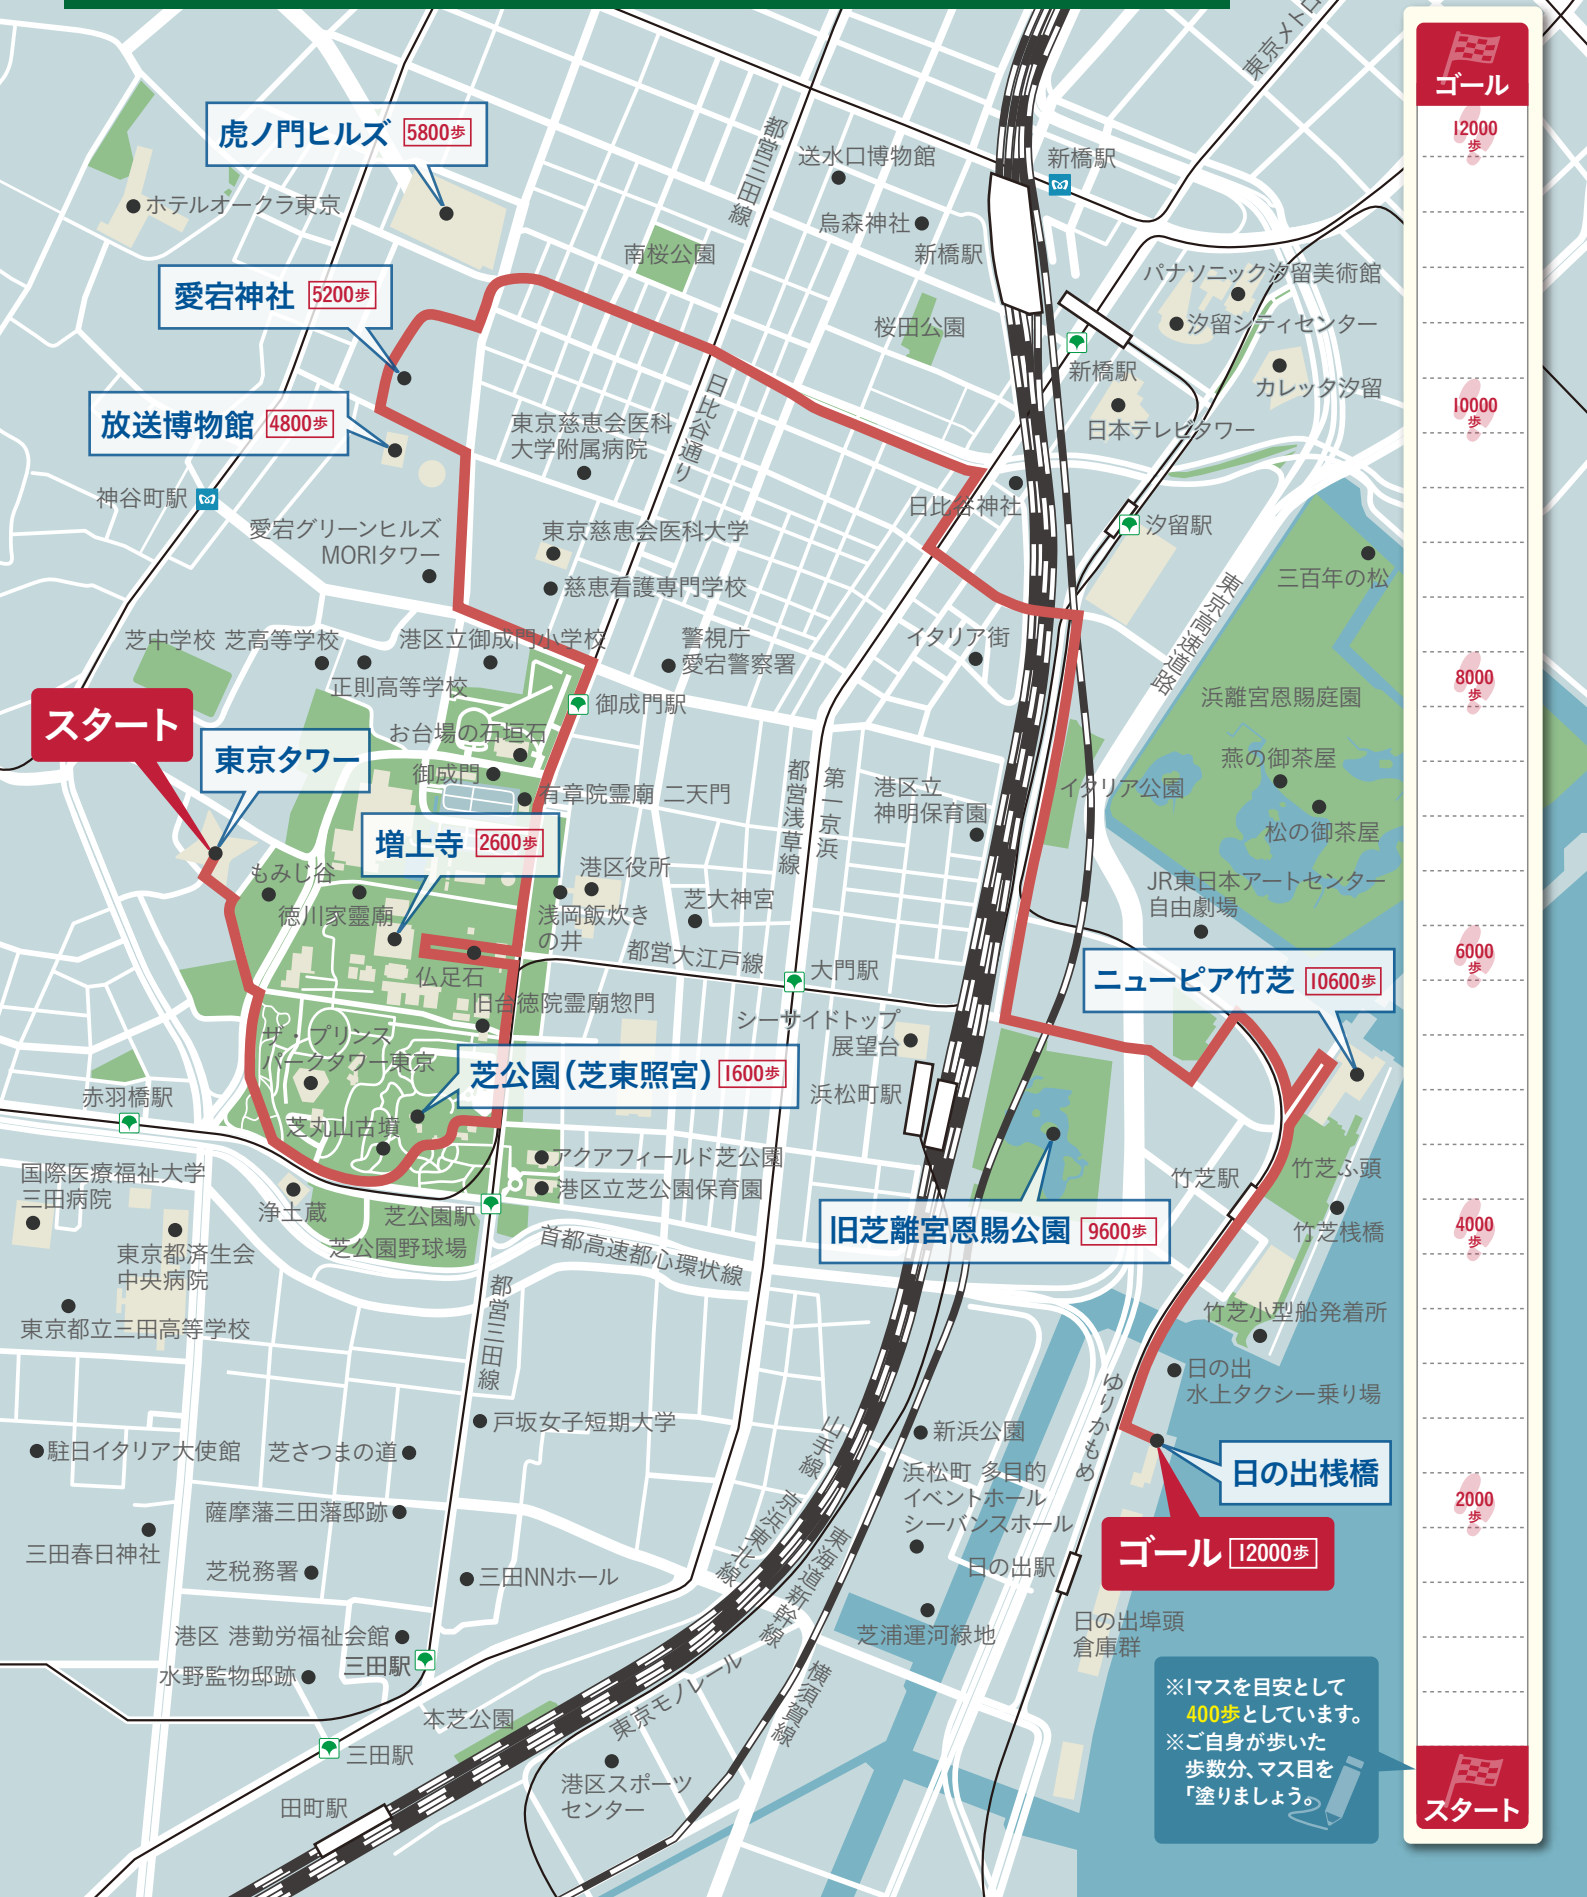 東京メトロ
虎ノ門ヒルズ 5800歩
ホテルオークラ東京
都営三田線
送水口博物館
新橋駅
烏森神社
新橋駅
南桜公園
パナソニック汐留美術館
愛宕神社 5200歩
桜田公園
汐留シティセンター
新橋駅
カレッタ汐留
放送博物館 4800歩
日比谷通り
東京慈恵会医科
大学附属病院
日本テレビタワー
神谷町駅
日比谷神社
汐留駅
愛宕グリーンヒルズ
MORIタワー
東京慈恵会医科大学
慈恵看護専門学校
三百年の松
東京高速道路
芝中学校 芝高等学校
港区立御成門小学校
警視庁
愛宕警察署
イタリア街
正則高等学校
御成門駅
浜離宮恩賜庭園
スタート
東京タワー
お台場の石垣石
御成門
有章院霊廟 二天門
都営浅草線
第一京浜
港区立
神明保育園
イタリア公園
燕の御茶屋
松の御茶屋
増上寺 2600歩
もみじ谷
徳川家霊廟
港区役所
浅岡飯炊き
の井
芝大神宮
JR東日本アートセンター
自由劇場
仏足石
都営大江戸線
大門駅
ニューピア竹芝 10600歩
旧台徳院霊廟惣門
シーサイドトップ
展望台
ザ・プリンス
パークタワー東京
芝公園(芝東照宮) 1600歩
浜松町駅
赤羽橋駅
芝丸山古墳
アクアフィールド芝公園
港区立芝公園保育園
竹芝駅
竹芝ふ頭
国際医療福祉大学
三田病院
浄土蔵
芝公園駅
芝公園野球場
旧芝離宮恩賜公園 9600歩
竹芝桟橋
東京都済生会
中央病院
首都高速都心環状線
東京都立三田高等学校
都営三田線
竹芝小型船発着所
日の出
水上タクシー乗り場
ゆりかもめ
戸坂女子短期大学
駐日イタリア大使館
芝さつまの道
山手線
新浜公園
浜松町 多目的
イベントホール
シーバンスホール
日の出桟橋
京浜東北線
東海道新幹線
薩摩藩三田藩邸跡
三田春日神社
芝税務署
三田NNホール
日の出駅
ゴール 12000歩
港区 港勤労福祉会館
三田駅
水野監物邸跡
芝浦運河緑地
日の出埠頭
倉庫群
東京モノレール
横須賀線
本芝公園
三田駅
港区スポーツ
センター
田町駅
※1マスを目安として
400歩としています。
※ご自身が歩いた
歩数分、マス目を
「塗りましょう。
ゴール
12000
歩
10000
歩
8000
歩
6000
歩
4000
歩
2000
歩
スタート